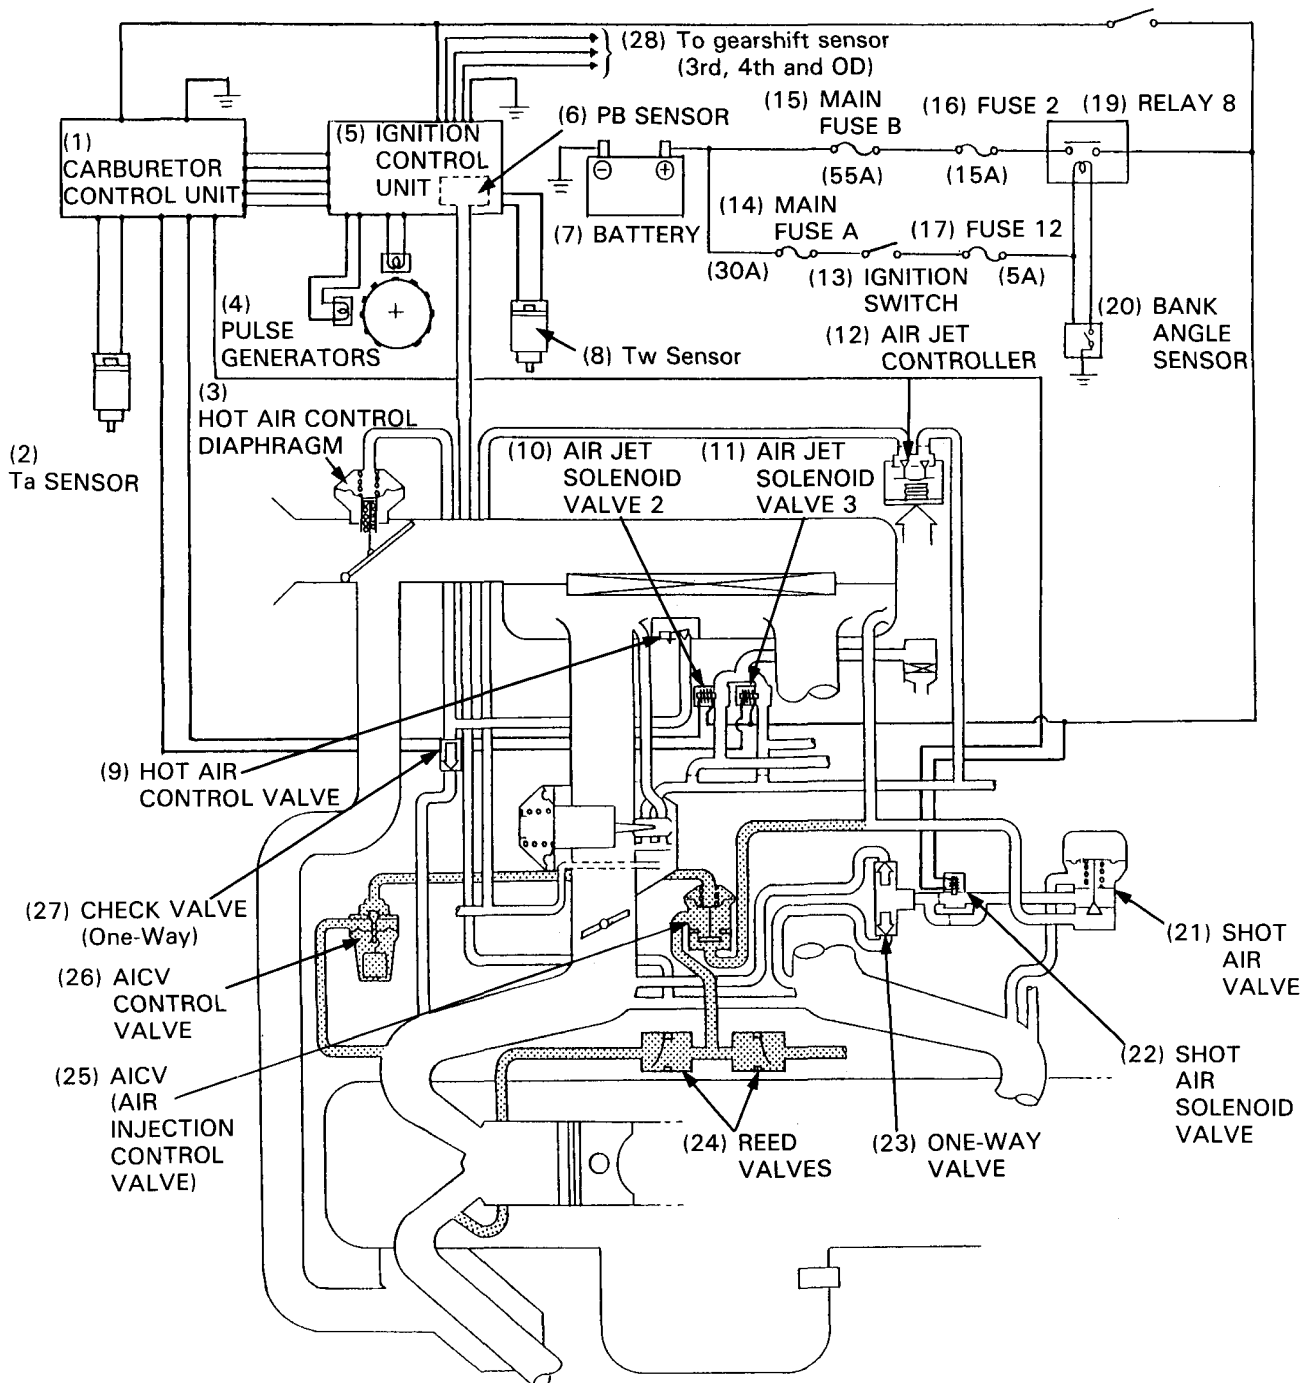 (28) To gearshift sensor
(3rd, 4th and OD)
(1)
CARBURETOR
CONTROL UNIT
(5) IGNITION
CONTROL
UNIT
(6) PB SENSOR
(15) MAIN
FUSE B
(55A)
(16) FUSE 2
(15A)
(19) RELAY 8
(7) BATTERY
(14) MAIN
FUSE A
(30A)
(13) IGNITION
SWITCH
(17) FUSE 12
(5A)
(4)
PULSE
GENERATORS
(8) Tw Sensor
(12) AIR JET
CONTROLLER
(20) BANK
ANGLE
SENSOR
(3)
HOT AIR CONTROL
DIAPHRAGM
(2)
Ta SENSOR
(10) AIR JET
SOLENOID
VALVE 2
(11) AIR JET
SOLENOID
VALVE 3
(9) HOT AIR
CONTROL VALVE
(27) CHECK VALVE
(One-Way)
(26) AICV
CONTROL
VALVE
(25) AICV
(AIR
INJECTION
CONTROL
VALVE)
(24) REED
VALVES
(23) ONE-WAY
VALVE
(22) SHOT
AIR
SOLENOID
VALVE
(21) SHOT
AIR
VALVE